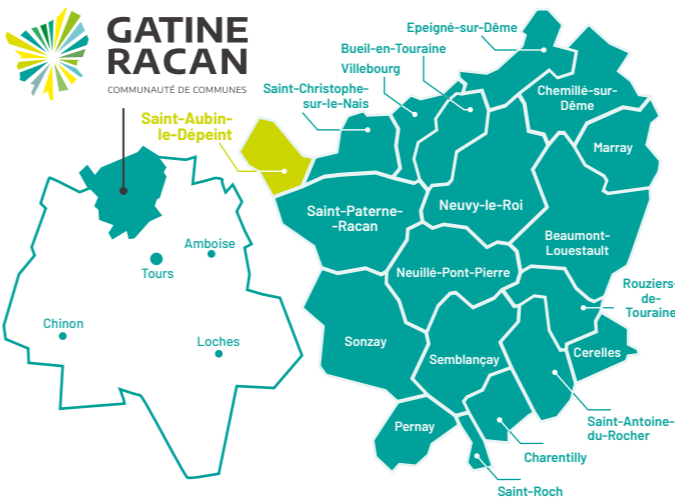 GATINE
RACAN
COMMUNAUTÉ DE COMMUNES
Epeigné-sur-Dême
Bueil-en-Touraine
Villebourg
Saint-Christophe-
sur-le-Nais
Chemillé-sur-
Dême
Saint-Aubin-
le-Dépeint
Marray
Saint-Paterne-
-Racan
Neuvy-le-Roi
Beaumont-
Louestault
Neuillé-Pont-Pierre
Amboise
Tours
Rouziers-
de-
Touraine
Chinon
Loches
Sonzay
Semblançay
Cerelles
Pernay
Saint-Antoine-
du-Rocher
Charentilly
Saint-Roch